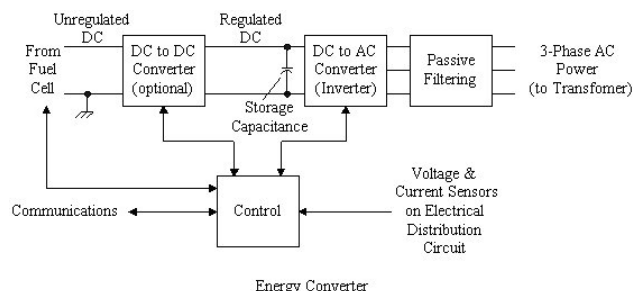 Unregulated
DC
Regulated
DC
From
Fuel
Cell
DC to DC
Converter
(optional)
DC to AC
Converter
(Inverter)
Passive
Filtering
3-Phase AC
Power
(to Transfomer)
Storage
Capacitance
Communications
Control
Voltage &
Current Sensors
on Electrical
Distribution
Circuit
Energy Converter